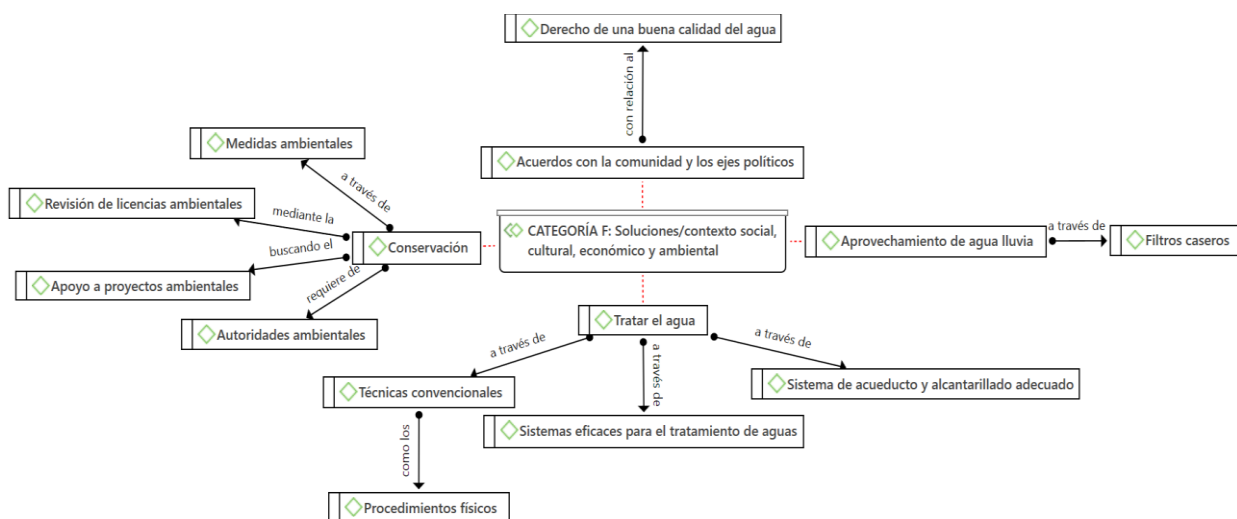 Derecho de una buena calidad del agua
con relación al
Acuerdos con la comunidad y los ejes políticos
Medidas ambientales
a través de
Revisión de licencias ambientales
mediante la
Conservación
buscando el
Apoyo a proyectos ambientales
requiere de
Autoridades ambientales
CATEGORÍA F: Soluciones/contexto social,
cultural, económico y ambiental
Aprovechamiento de agua lluvia
a través de
Filtros caseros
Tratar el agua
a través de
a través de
a través de
Técnicas convencionales
Sistema de acueducto y alcantarillado adecuado
Sistemas eficaces para el tratamiento de aguas
como los
Procedimientos físicos